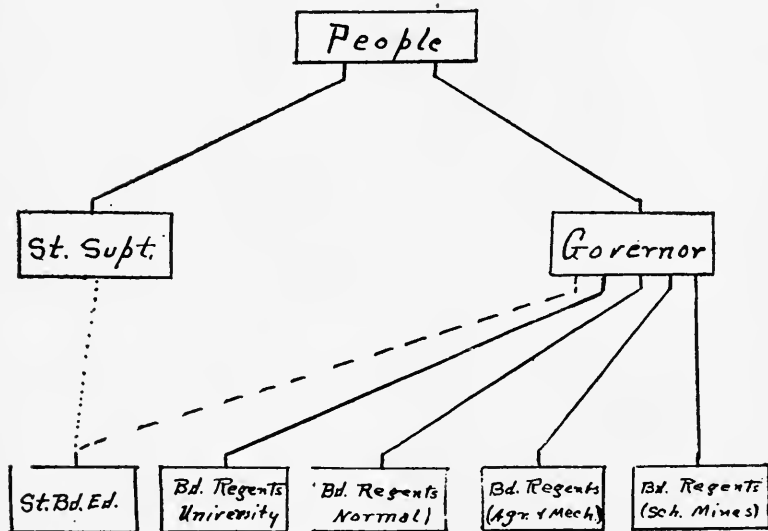 People
St. Supt.
Governor
St. Bd. Ed.
Bd. Regents
University
Bd. Regents
Normal)
Bd. Regents
(Agr. & Mech.)
Bd. Regents
(Sch. Mines)